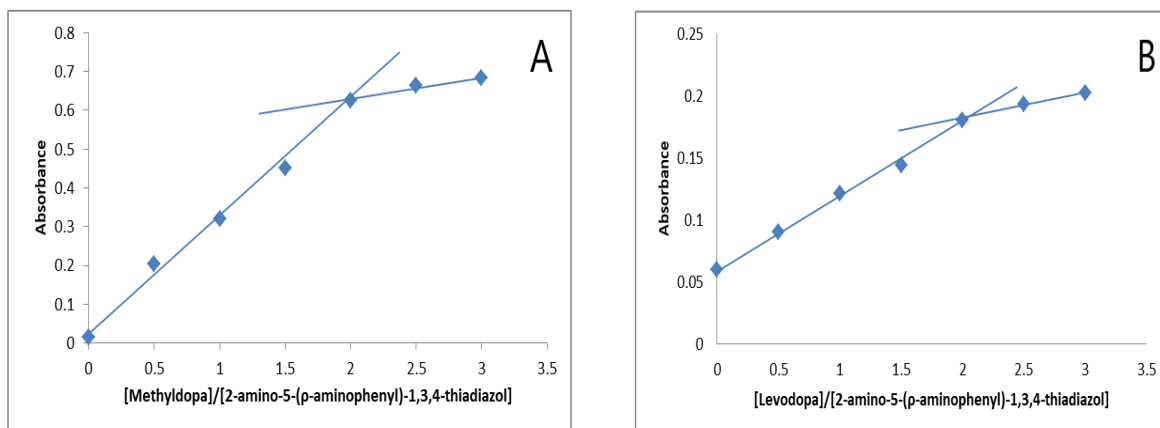 A
Absorbance
0.8
0.7
0.6
0.5
0.4
0.3
0.2
0.1
0
0 0.5 1 1.5 2 2.5 3 3.5
[Methyldopa]/[2-amino-5-(ρ-aminophenyl)-1,3,4-thiadiazol]
B
Absorbance
0.25
0.2
0.15
0.1
0.05
0
0 0.5 1 1.5 2 2.5 3 3.5
[Levodopa]/[2-amino-5-(ρ-aminophenyl)-1,3,4-thiadiazol]